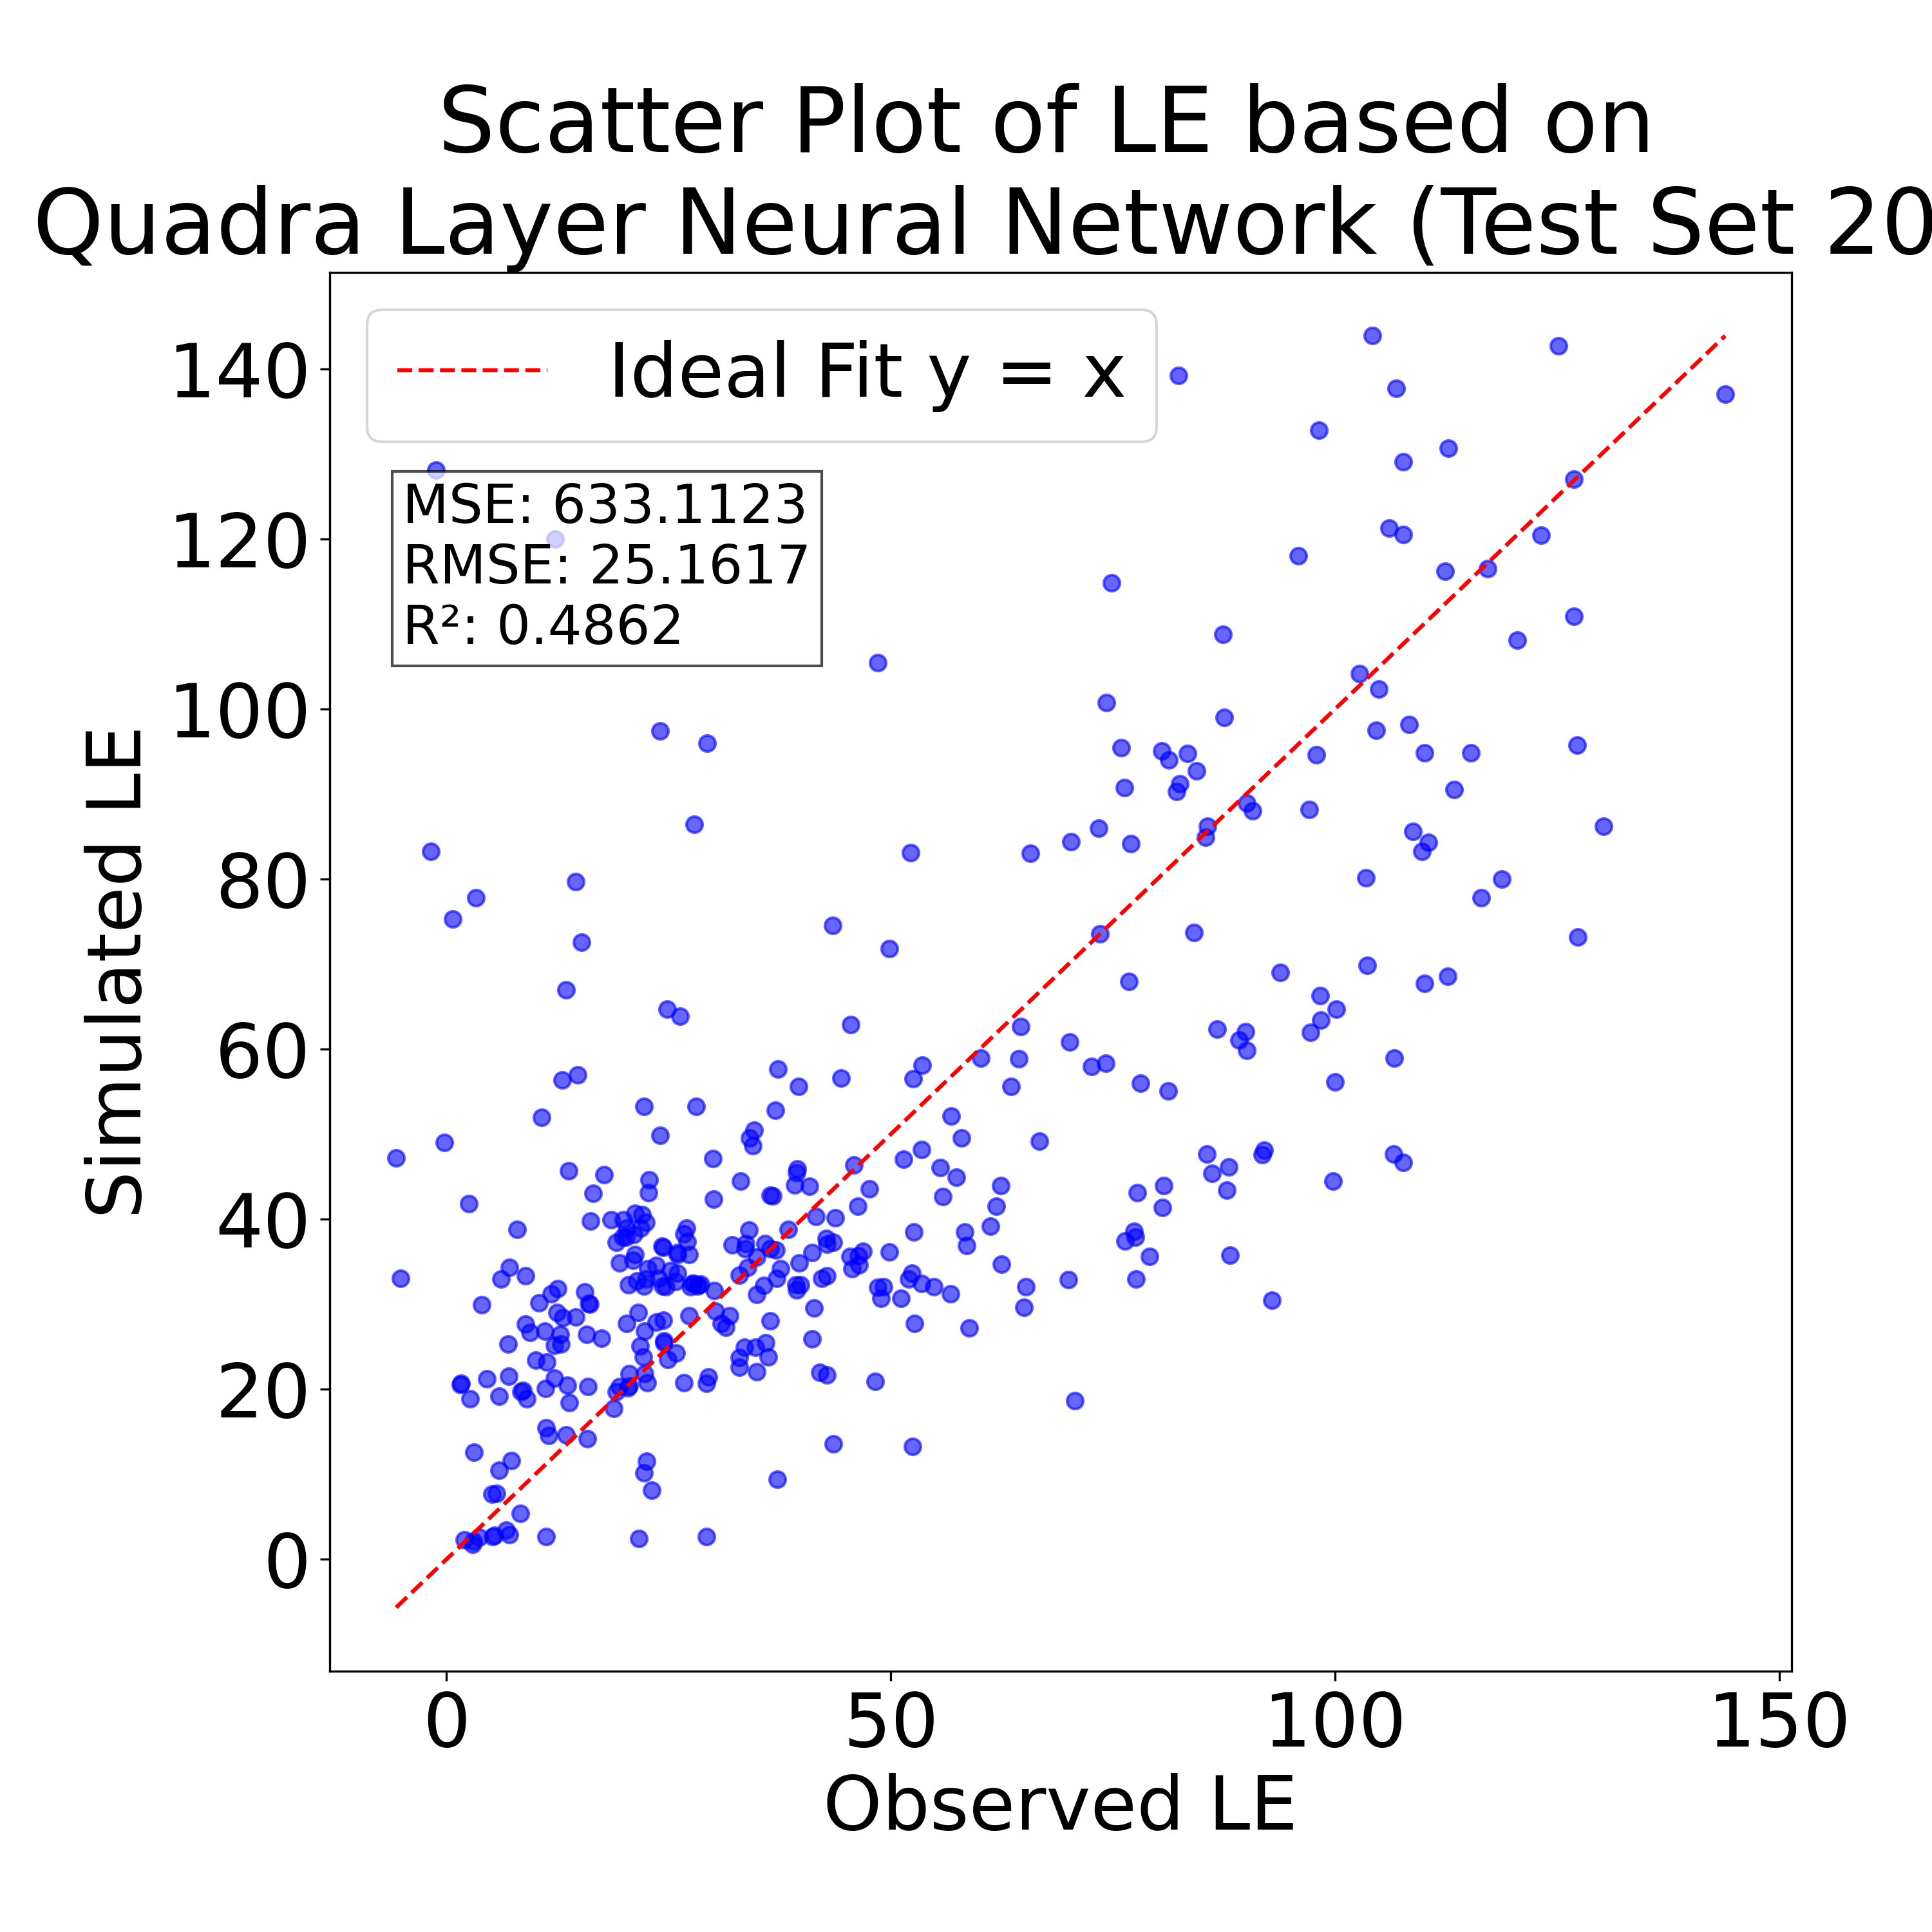 Scatter Plot of LE based on
Quadra Layer Neural Network (Test Set 20
Ideal Fit y = x
MSE: 633.1123
RMSE: 25.1617
R²: 0.4862
Simulated LE
140
120
100
80
60
40
20
0
0 50 100 150
Observed LE